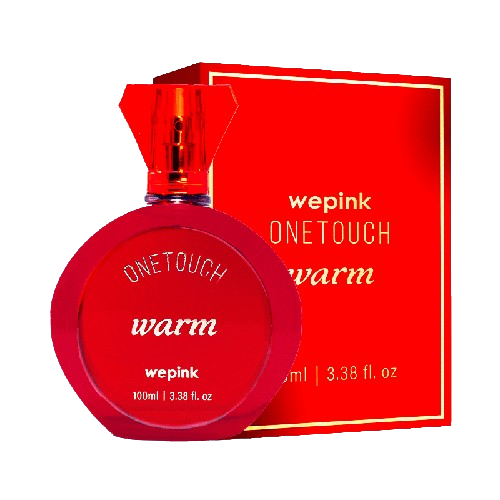 ONETOUCH
warm
wepink
100ml | 3.38 fl. oz
wepink
ONETOUCH
warm
ml | 3.38 fl. oz